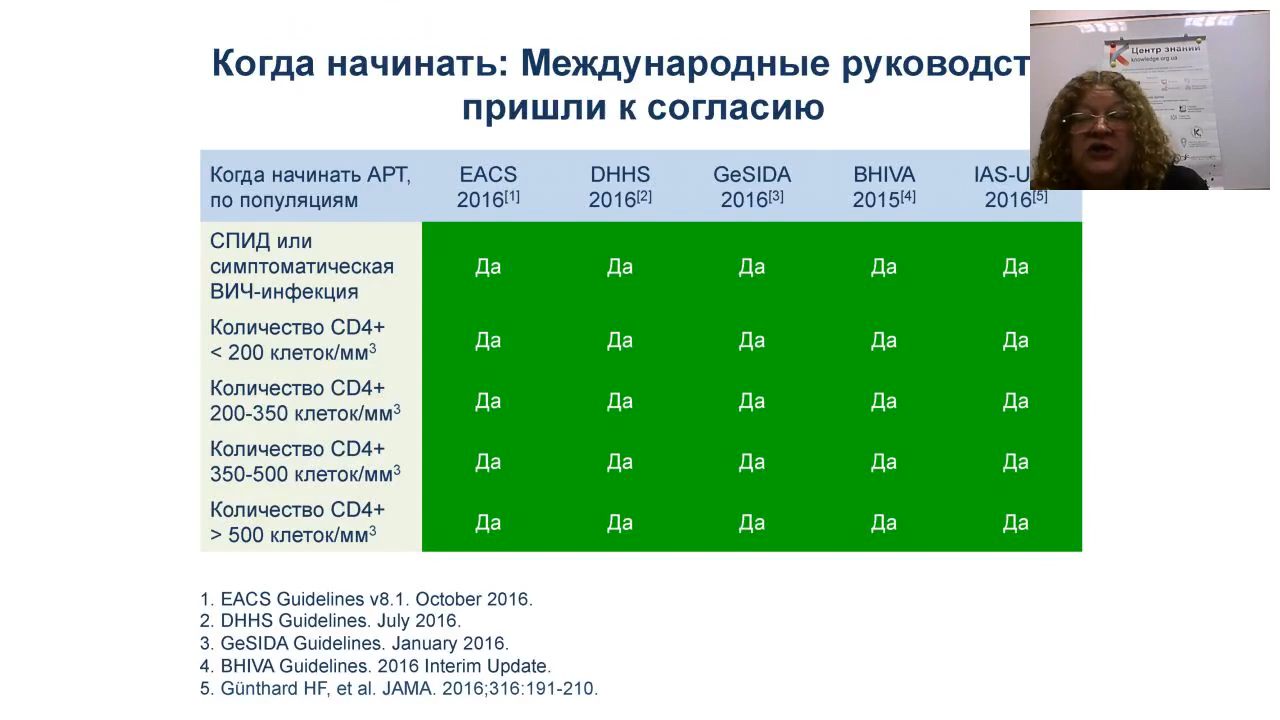 Когда начинать: Международные руководст
пришли к согласию
Центр знаний
knowledge.org.ua
Когда начинать АРТ,
по популяциям
EACS
2016[1]
DHHS
2016[2]
GeSIDA
2016[3]
BHIVA
2015[4]
IAS-U
2016[5]
СПИД или
симптоматическая
ВИЧ-инфекция
Да Да Да Да Да
Количество CD4+
< 200 клеток/мм3
Да Да Да Да Да
Количество CD4+
200-350 клеток/мм3
Да Да Да Да Да
Количество CD4+
350-500 клеток/мм3
Да Да Да Да Да
Количество CD4+
> 500 клеток/мм3
Да Да Да Да Да
1. EACS Guidelines v8.1. October 2016.
2. DHHS Guidelines. July 2016.
3. GeSIDA Guidelines. January 2016.
4. BHIVA Guidelines. 2016 Interim Update.
5. Günthard HF, et al. JAMA. 2016;316:191-210.